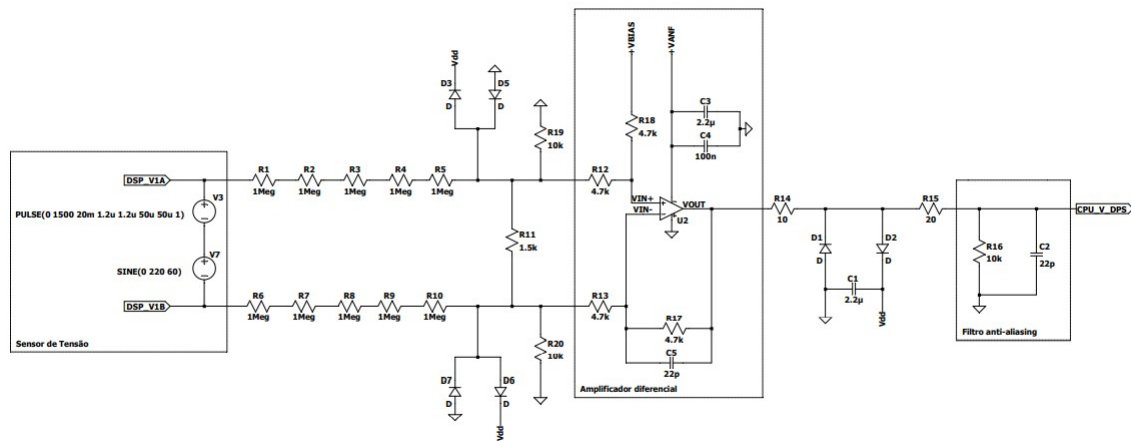 DSP_V1A
V3
PULSE(0 1500 20m 1.2u 1.2u 50u 50u 1)
V7
SINE(0 220 60)
DSP_V1B
Sensor de Tensão
R1
1Meg
R2
1Meg
R3
1Meg
R4
1Meg
R5
1Meg
R6
1Meg
R7
1Meg
R8
1Meg
R9
1Meg
R10
1Meg
Vdd
D3
D
D5
D
R11
1.5k
D7
D
D6
D
Vdd
R19
10k
R20
10k
R12
4.7k
R13
4.7k
+VBIAS
+VANF
R18
4.7k
C3
2.2µ
C4
100n
VIN+
VIN-
VOUT
U2
R17
4.7k
C5
22p
Amplificador diferencial
R14
10
D1
D
D2
D
C1
2.2µ
Vdd
R15
20
R16
10k
C2
22p
CPU_V_DPS
Filtro anti-aliasing